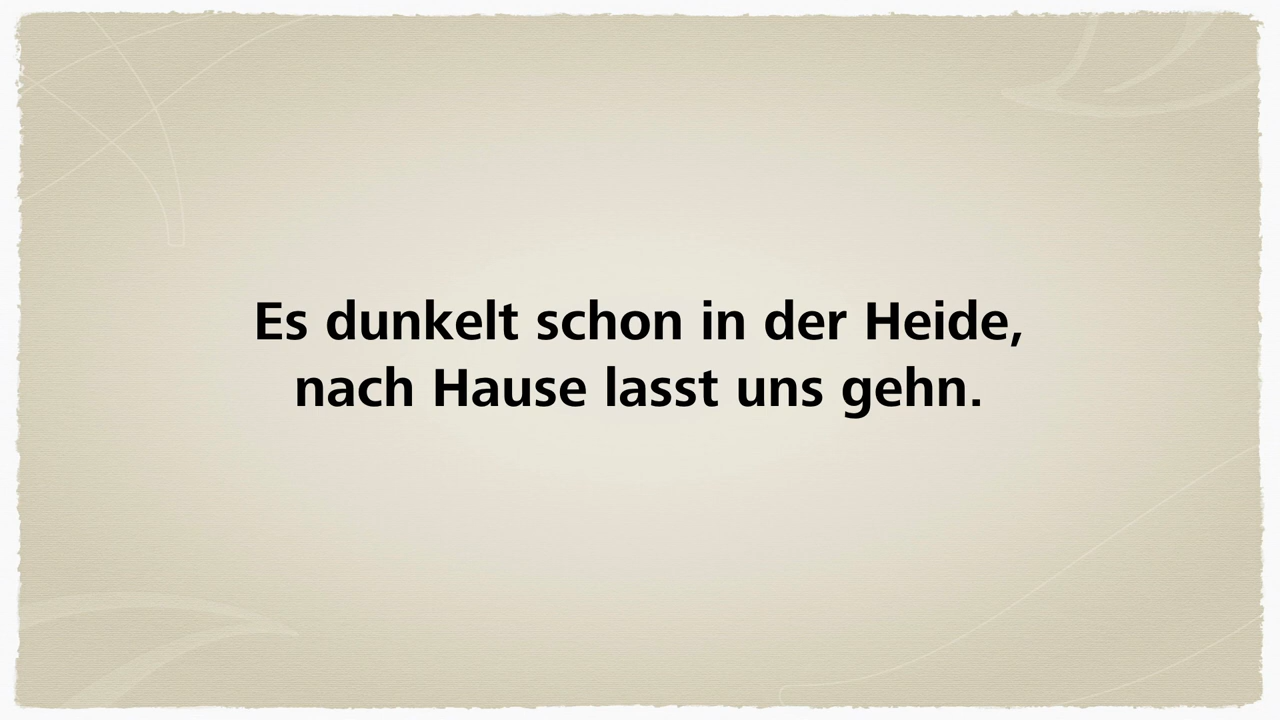 Es dunkelt schon in der Heide,
nach Hause lasst uns gehn.